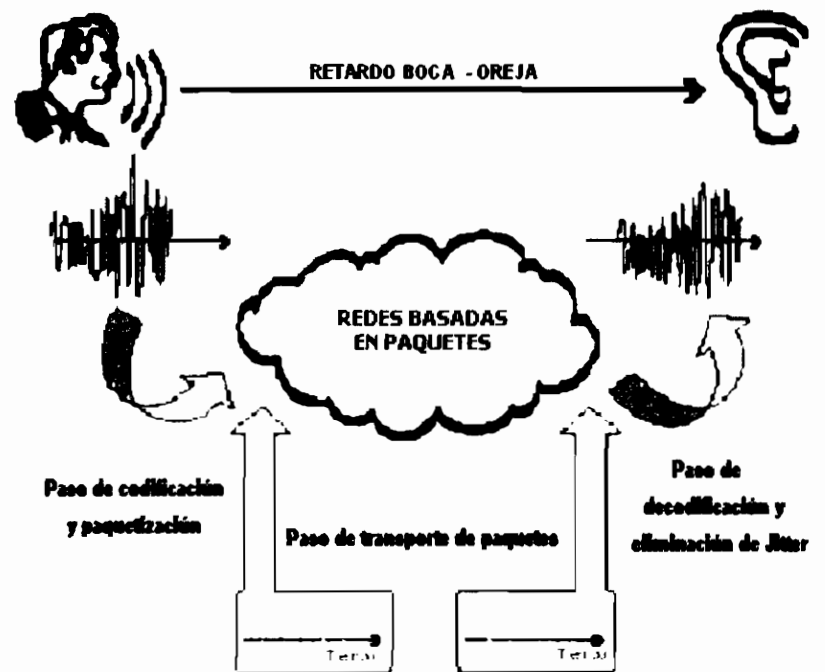 RETARDO BOCA - OREJA
REDES BASADAS
EN PAQUETES
Paso de codificación
y paquetización
Paso de transporte de paquetes
Paso de
decodificación y
eliminación de Jitter